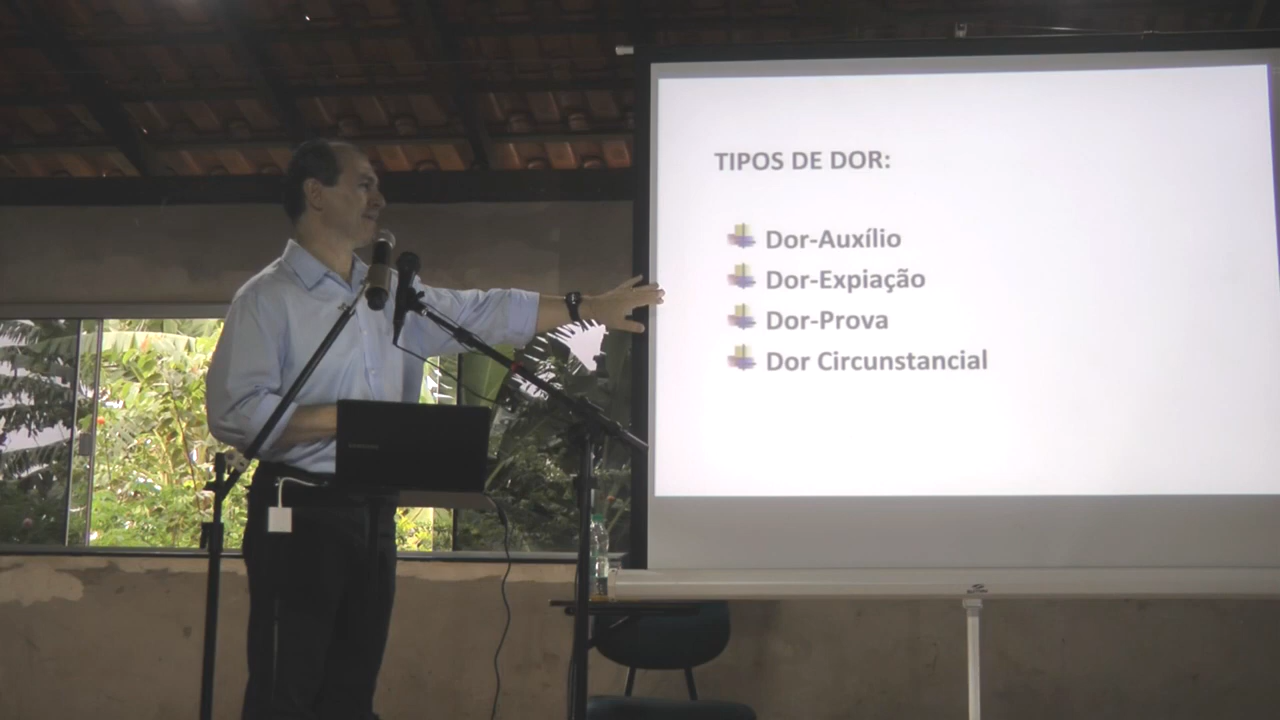 TIPOS DE DOR:
Dor-Auxílio
Dor-Expiação
Dor-Prova
Dor Circunstancial